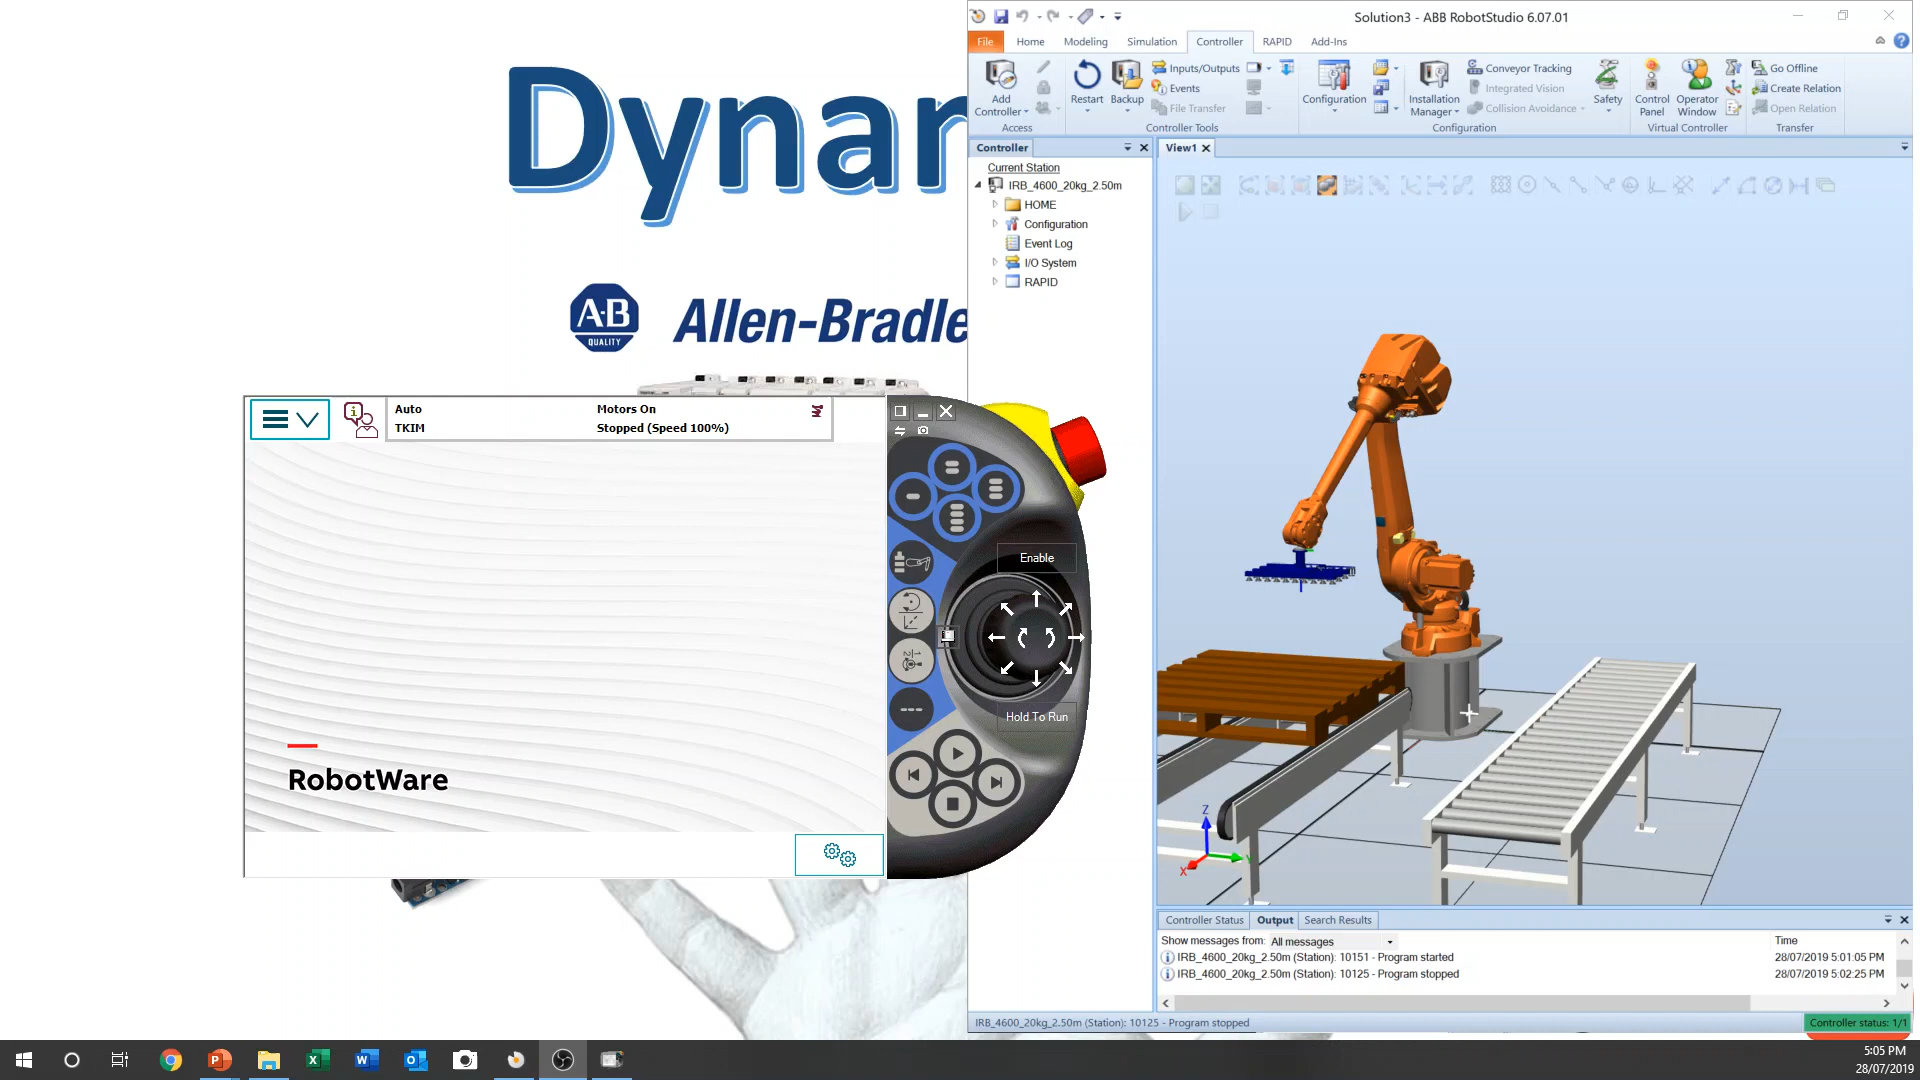 Dynam
A·B
QUALITY
Allen-Bradle
Solution3 - ABB RobotStudio 6.07.01
File
Home
Modeling
Simulation
Controller
RAPID
Add-Ins
Add
Controller
Access
Restart
Backup
Inputs/Outputs
Events
File Transfer
Controller Tools
Configuration
Installation
Manager
Conveyor Tracking
Integrated Vision
Collision Avoidance
Safety
Configuration
Control
Panel
Operator
Window
Virtual Controller
Go Offline
Create Relation
Open Relation
Transfer
Controller
Current Station
IRB_4600_20kg_2.50m
HOME
Configuration
Event Log
I/O System
RAPID
View1
Auto
TKIM
Motors On
Stopped (Speed 100%)
Enable
Hold To Run
RobotWare
Z
Y
X
Controller Status
Output
Search Results
Show messages from:
All messages
Time
IRB_4600_20kg_2.50m (Station): 10151 - Program started
28/07/2019 5:01:05 PM
IRB_4600_20kg_2.50m (Station): 10125 - Program stopped
28/07/2019 5:02:25 PM
IRB_4600_20kg_2.50m (Station): 10125 - Program stopped
Controller status: 1/1
5:05 PM
28/07/2019